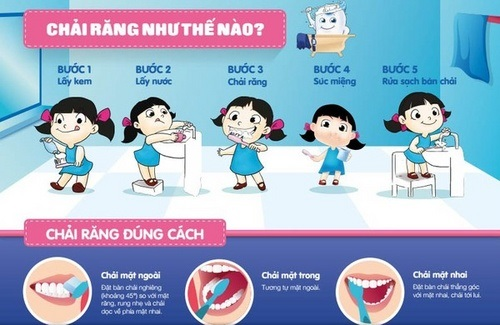 CHẢI RĂNG NHƯ THẾ NÀO?
BƯỚC 1
Lấy kem
BƯỚC 2
Lấy nước
BƯỚC 3
Chải răng
BƯỚC 4
Súc miệng
BƯỚC 5
Rửa sạch bàn chải
CHẢI RĂNG ĐÚNG CÁCH
Chải mặt ngoài
Đặt bàn chải nghiêng
(khoảng 45°) so với mặt
răng, rung nhẹ và chải
dọc về phía mặt nhai.
Chải mặt trong
Tương tự mặt ngoài.
Chải mặt nhai
Đặt bàn chải thẳng góc
với mặt nhai, chải tới lui.